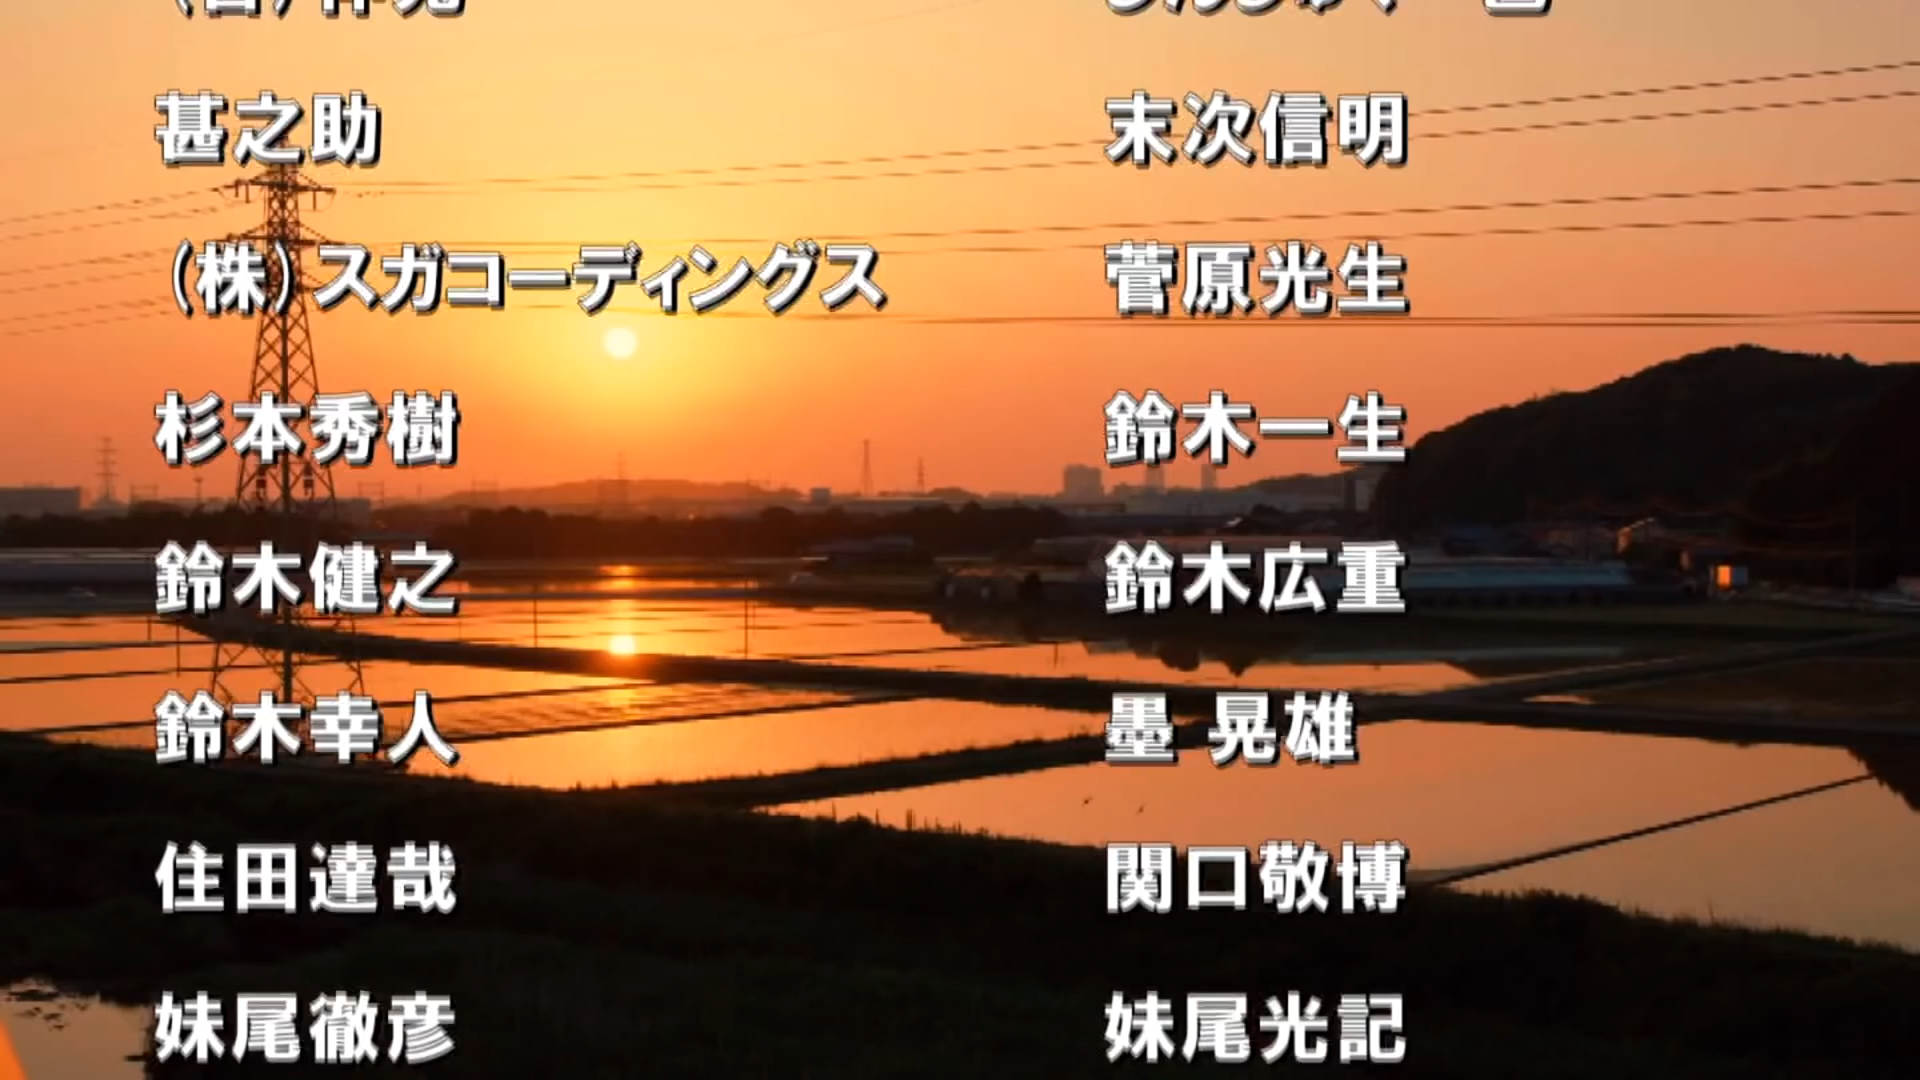 甚之助
末次信明
（株）スガコーディングス
菅原光生
杉本秀樹
鈴木一生
鈴木健之
鈴木広重
鈴木幸人
墨 晃雄
住田達哉
関口敬博
妹尾徹彦
妹尾光記